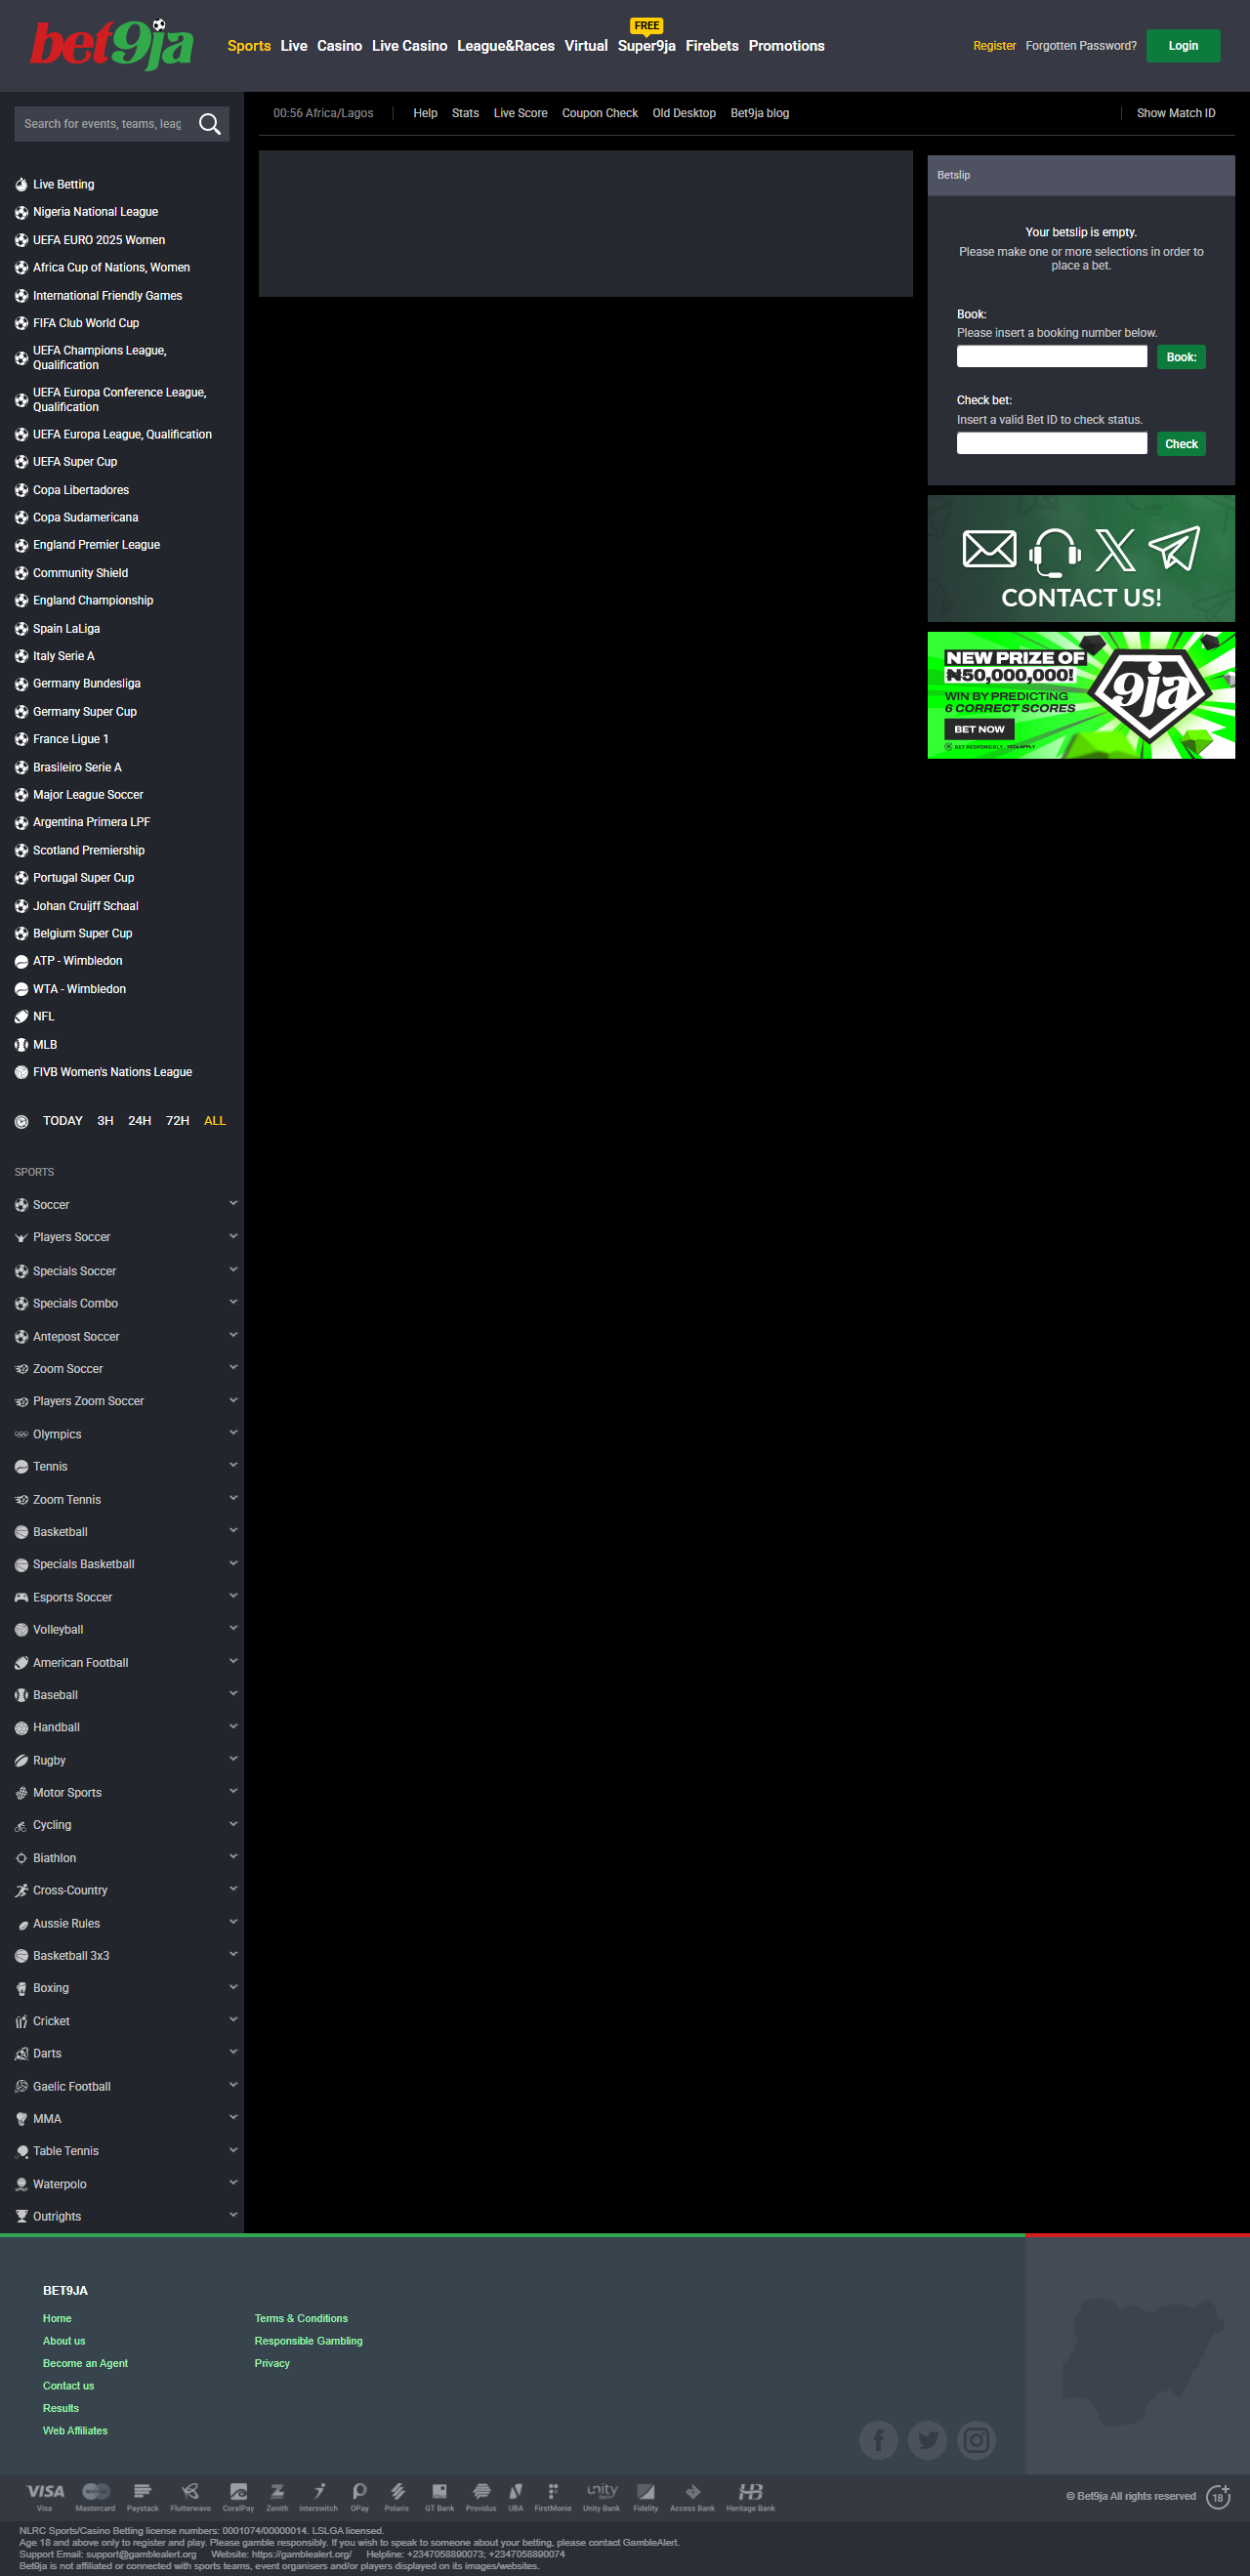 bet9ja
FREE
Sports Live Casino Live Casino League&Races Virtual Super9ja Firebets Promotions
Register Forgotten Password? Login
Search for events, teams, leag
00:56 Africa/Lagos Help Stats Live Score Coupon Check Old Desktop Bet9ja blog Show Match ID
Live Betting
Nigeria National League
UEFA EURO 2025 Women
Africa Cup of Nations, Women
International Friendly Games
FIFA Club World Cup
UEFA Champions League,
Qualification
UEFA Europa Conference League,
Qualification
UEFA Europa League, Qualification
UEFA Super Cup
Copa Libertadores
Copa Sudamericana
England Premier League
Community Shield
England Championship
Spain LaLiga
Italy Serie A
Germany Bundesliga
Germany Super Cup
France Ligue 1
Brasileiro Serie A
Major League Soccer
Argentina Primera LPF
Scotland Premiership
Portugal Super Cup
Johan Cruijff Schaal
Belgium Super Cup
ATP - Wimbledon
WTA - Wimbledon
NFL
MLB
FIVB Women's Nations League
TODAY 3H 24H 72H ALL
SPORTS
Soccer
Players Soccer
Specials Soccer
Specials Combo
Antepost Soccer
Zoom Soccer
Players Zoom Soccer
Olympics
Tennis
Zoom Tennis
Basketball
Specials Basketball
Esports Soccer
Volleyball
American Football
Baseball
Handball
Rugby
Motor Sports
Cycling
Biathlon
Cross-Country
Aussie Rules
Basketball 3x3
Boxing
Cricket
Darts
Gaelic Football
MMA
Table Tennis
Waterpolo
Outrights
Betslip
Your betslip is empty.
Please make one or more selections in order to
place a bet.
Book:
Please insert a booking number below.
Book:
Check bet:
Insert a valid Bet ID to check status.
Check
CONTACT US!
NEW PRIZE OF
₦50,000,000!
WIN BY PREDICTING
6 CORRECT SCORES
BET NOW
BET RESPONSIBLY. T&Cs APPLY.
9ja
BET9JA
Home
About us
Become an Agent
Contact us
Results
Web Affiliates
Terms & Conditions
Responsible Gambling
Privacy
VISA unity HB
Visa Mastercard Paystack Flutterwave CoralPay Zenith Interswitch OPay Polaris GT Bank Providus UBA FirstMonie Unity Bank Fidelity Access Bank Heritage Bank
© Bet9ja All rights reserved 18+
NLRC Sports/Casino Betting license numbers: 0001074/00000014. LSLGA licensed.
Age 18 and above only to register and play. Please gamble responsibly. If you wish to speak to someone about your betting, please contact GambleAlert.
Support Email: support@gamblealert.org Website: https://gamblealert.org/ Helpline: +2347058890073; +2347058890074
Bet9ja is not affiliated or connected with sports teams, event organisers and/or players displayed on its images/websites.